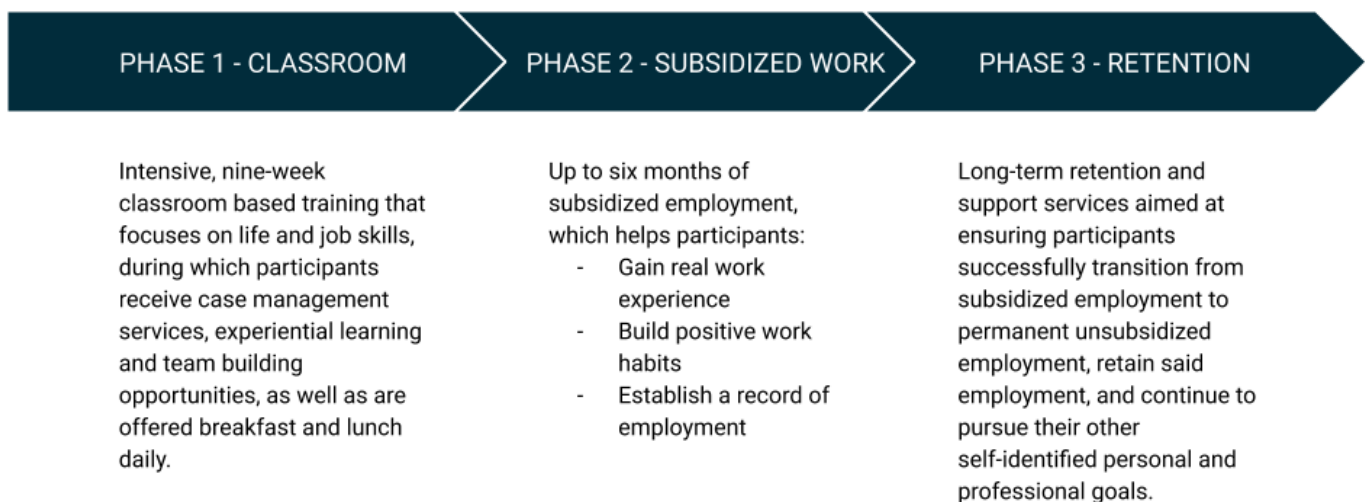 PHASE 1 - CLASSROOM
PHASE 2 - SUBSIDIZED WORK
PHASE 3 - RETENTION
Intensive, nine-week
classroom based training that
focuses on life and job skills,
during which participants
receive case management
services, experiential learning
and team building
opportunities, as well as are
offered breakfast and lunch
daily.
Up to six months of
subsidized employment,
which helps participants:
- Gain real work
experience
- Build positive work
habits
- Establish a record of
employment
Long-term retention and
support services aimed at
ensuring participants
successfully transition from
subsidized employment to
permanent unsubsidized
employment, retain said
employment, and continue to
pursue their other
self-identified personal and
professional goals.